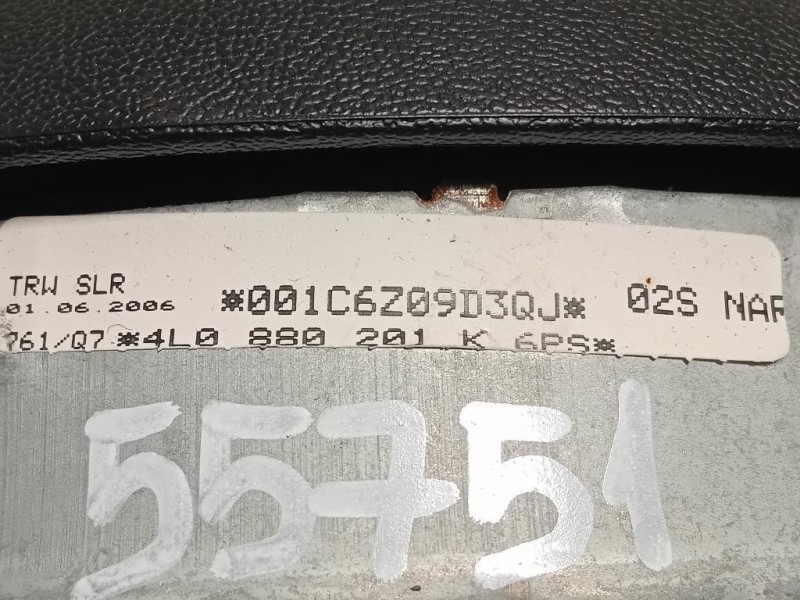 TRW SLR
01.06.2006 *001C6Z09D3QJ* 02S NAR
761/Q7 *4L0 880 201 K 6PS*
55751